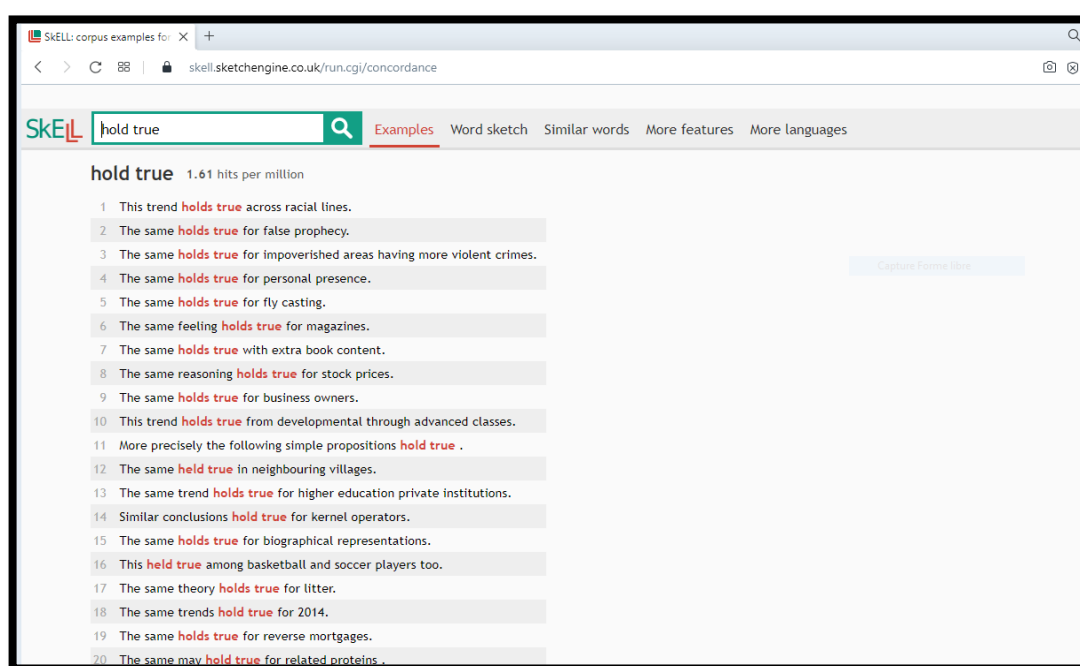 SkELL: corpus examples for
skell.sketchengine.co.uk/run.cgi/concordance
SkELL hold true Examples Word sketch Similar words More features More languages
hold true 1.61 hits per million
1 This trend holds true across racial lines.
2 The same holds true for false prophecy.
3 The same holds true for impoverished areas having more violent crimes.
Capture Forme libre
4 The same holds true for personal presence.
5 The same holds true for fly casting.
6 The same feeling holds true for magazines.
7 The same holds true with extra book content.
8 The same reasoning holds true for stock prices.
9 The same holds true for business owners.
10 This trend holds true from developmental through advanced classes.
11 More precisely the following simple propositions hold true .
12 The same held true in neighbouring villages.
13 The same trend holds true for higher education private institutions.
14 Similar conclusions hold true for kernel operators.
15 The same holds true for biographical representations.
16 This held true among basketball and soccer players too.
17 The same theory holds true for litter.
18 The same trends hold true for 2014.
19 The same holds true for reverse mortgages.
20 The same may hold true for related proteins .